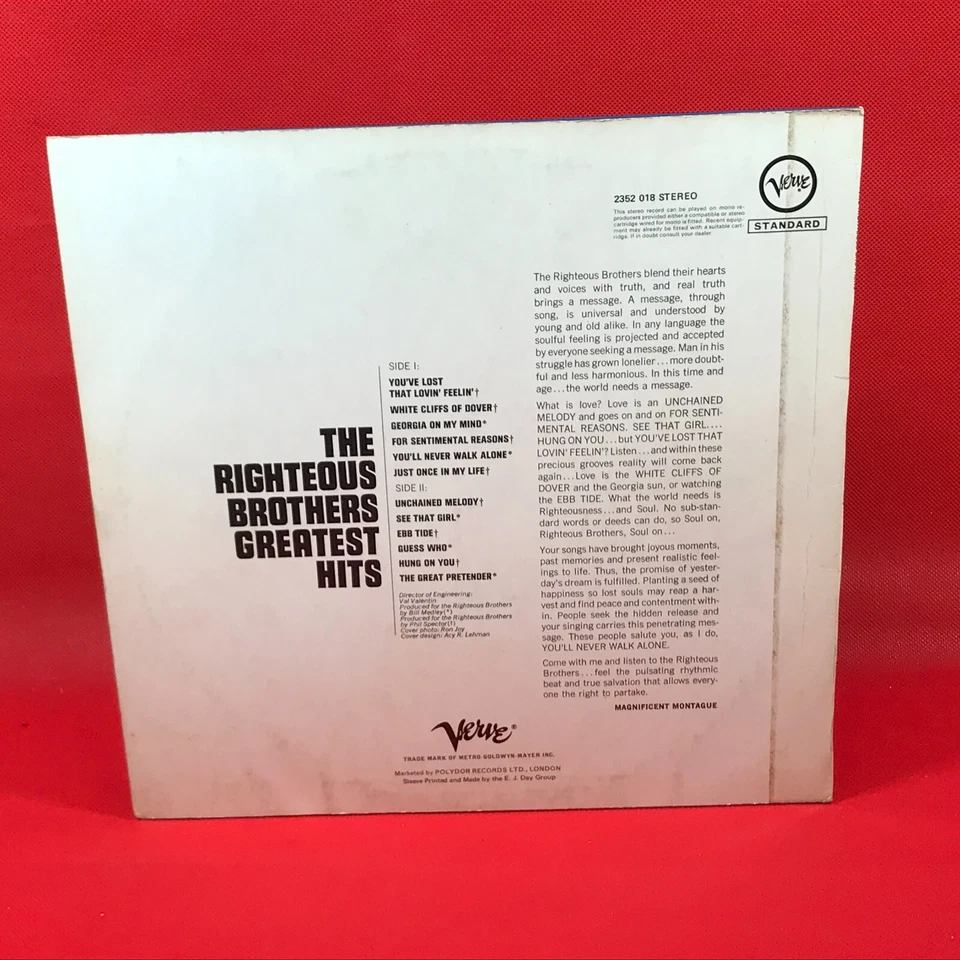 2352 018 STEREO
This stereo record can be played on mono re-
producers provided either a compatible or stereo
cartridge wired for mono is fitted. Recent equip-
ment may already be fitted with a suitable cart-
ridge. If in doubt consult your dealer.
Verve
STANDARD
THE
RIGHTEOUS
BROTHERS
GREATEST
HITS
SIDE I:
YOU'VE LOST
THAT LOVIN' FEELIN'†
WHITE CLIFFS OF DOVER†
GEORGIA ON MY MIND*
FOR SENTIMENTAL REASONS†
YOU'LL NEVER WALK ALONE*
JUST ONCE IN MY LIFE†
SIDE II:
UNCHAINED MELODY†
SEE THAT GIRL*
EBB TIDE†
GUESS WHO*
HUNG ON YOU†
THE GREAT PRETENDER*
Director of Engineering:
Val Valentin
Produced for the Righteous Brothers
by Bill Medley(*)
Produced for the Righteous Brothers
by Phil Spector(†)
Cover photo: Ron Joy
Cover design: Acy R. Lehman
The Righteous Brothers blend their hearts
and voices with truth, and real truth
brings a message. A message, through
song, is universal and understood by
young and old alike. In any language the
soulful feeling is projected and accepted
by everyone seeking a message. Man in his
struggle has grown lonelier...more doubt-
ful and less harmonious. In this time and
age...the world needs a message.
What is love? Love is an UNCHAINED
MELODY and goes on and on FOR SENTI-
MENTAL REASONS. SEE THAT GIRL....
HUNG ON YOU...but YOU'VE LOST THAT
LOVIN' FEELIN'? Listen...and within these
precious grooves reality will come back
again...Love is the WHITE CLIFFS OF
DOVER and the Georgia sun, or watching
the EBB TIDE. What the world needs is
Righteousness...and Soul. No sub-stan-
dard words or deeds can do, so Soul on,
Righteous Brothers, Soul on...
Your songs have brought joyous moments,
past memories and present realistic feel-
ings to life. Thus, the promise of yester-
day's dream is fulfilled. Planting a seed of
happiness so lost souls may reap a har-
vest and find peace and contentment with-
in. People seek the hidden release and
your singing carries this penetrating mes-
sage. These people salute you, as I do,
YOU'LL NEVER WALK ALONE.
Come with me and listen to the Righteous
Brothers...feel the pulsating rhythmic
beat and true salvation that allows every-
one the right to partake.
MAGNIFICENT MONTAGUE
Verve®
TRADE MARK OF METRO-GOLDWYN-MAYER INC.
Marketed by POLYDOR RECORDS LTD., LONDON
Sleeve Printed and Made by the E. J. Day Group